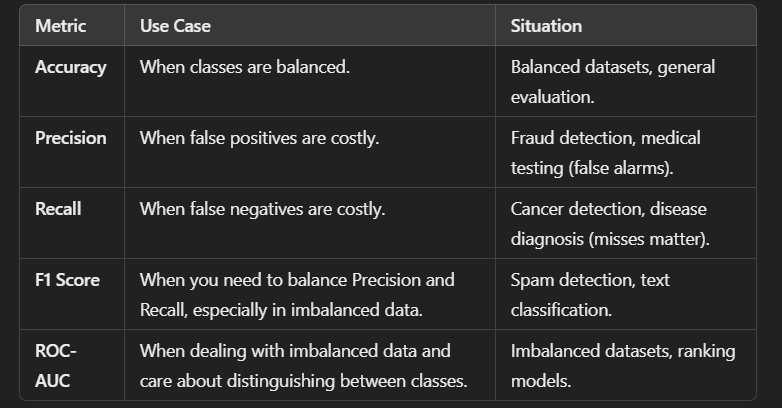 Metric Use Case Situation
Accuracy When classes are balanced. Balanced datasets, general
evaluation.
Precision When false positives are costly. Fraud detection, medical
testing (false alarms).
Recall When false negatives are costly. Cancer detection, disease
diagnosis (misses matter).
F1 Score When you need to balance Precision and Spam detection, text
Recall, especially in imbalanced data. classification.
ROC- When dealing with imbalanced data and Imbalanced datasets, ranking
AUC care about distinguishing between classes. models.